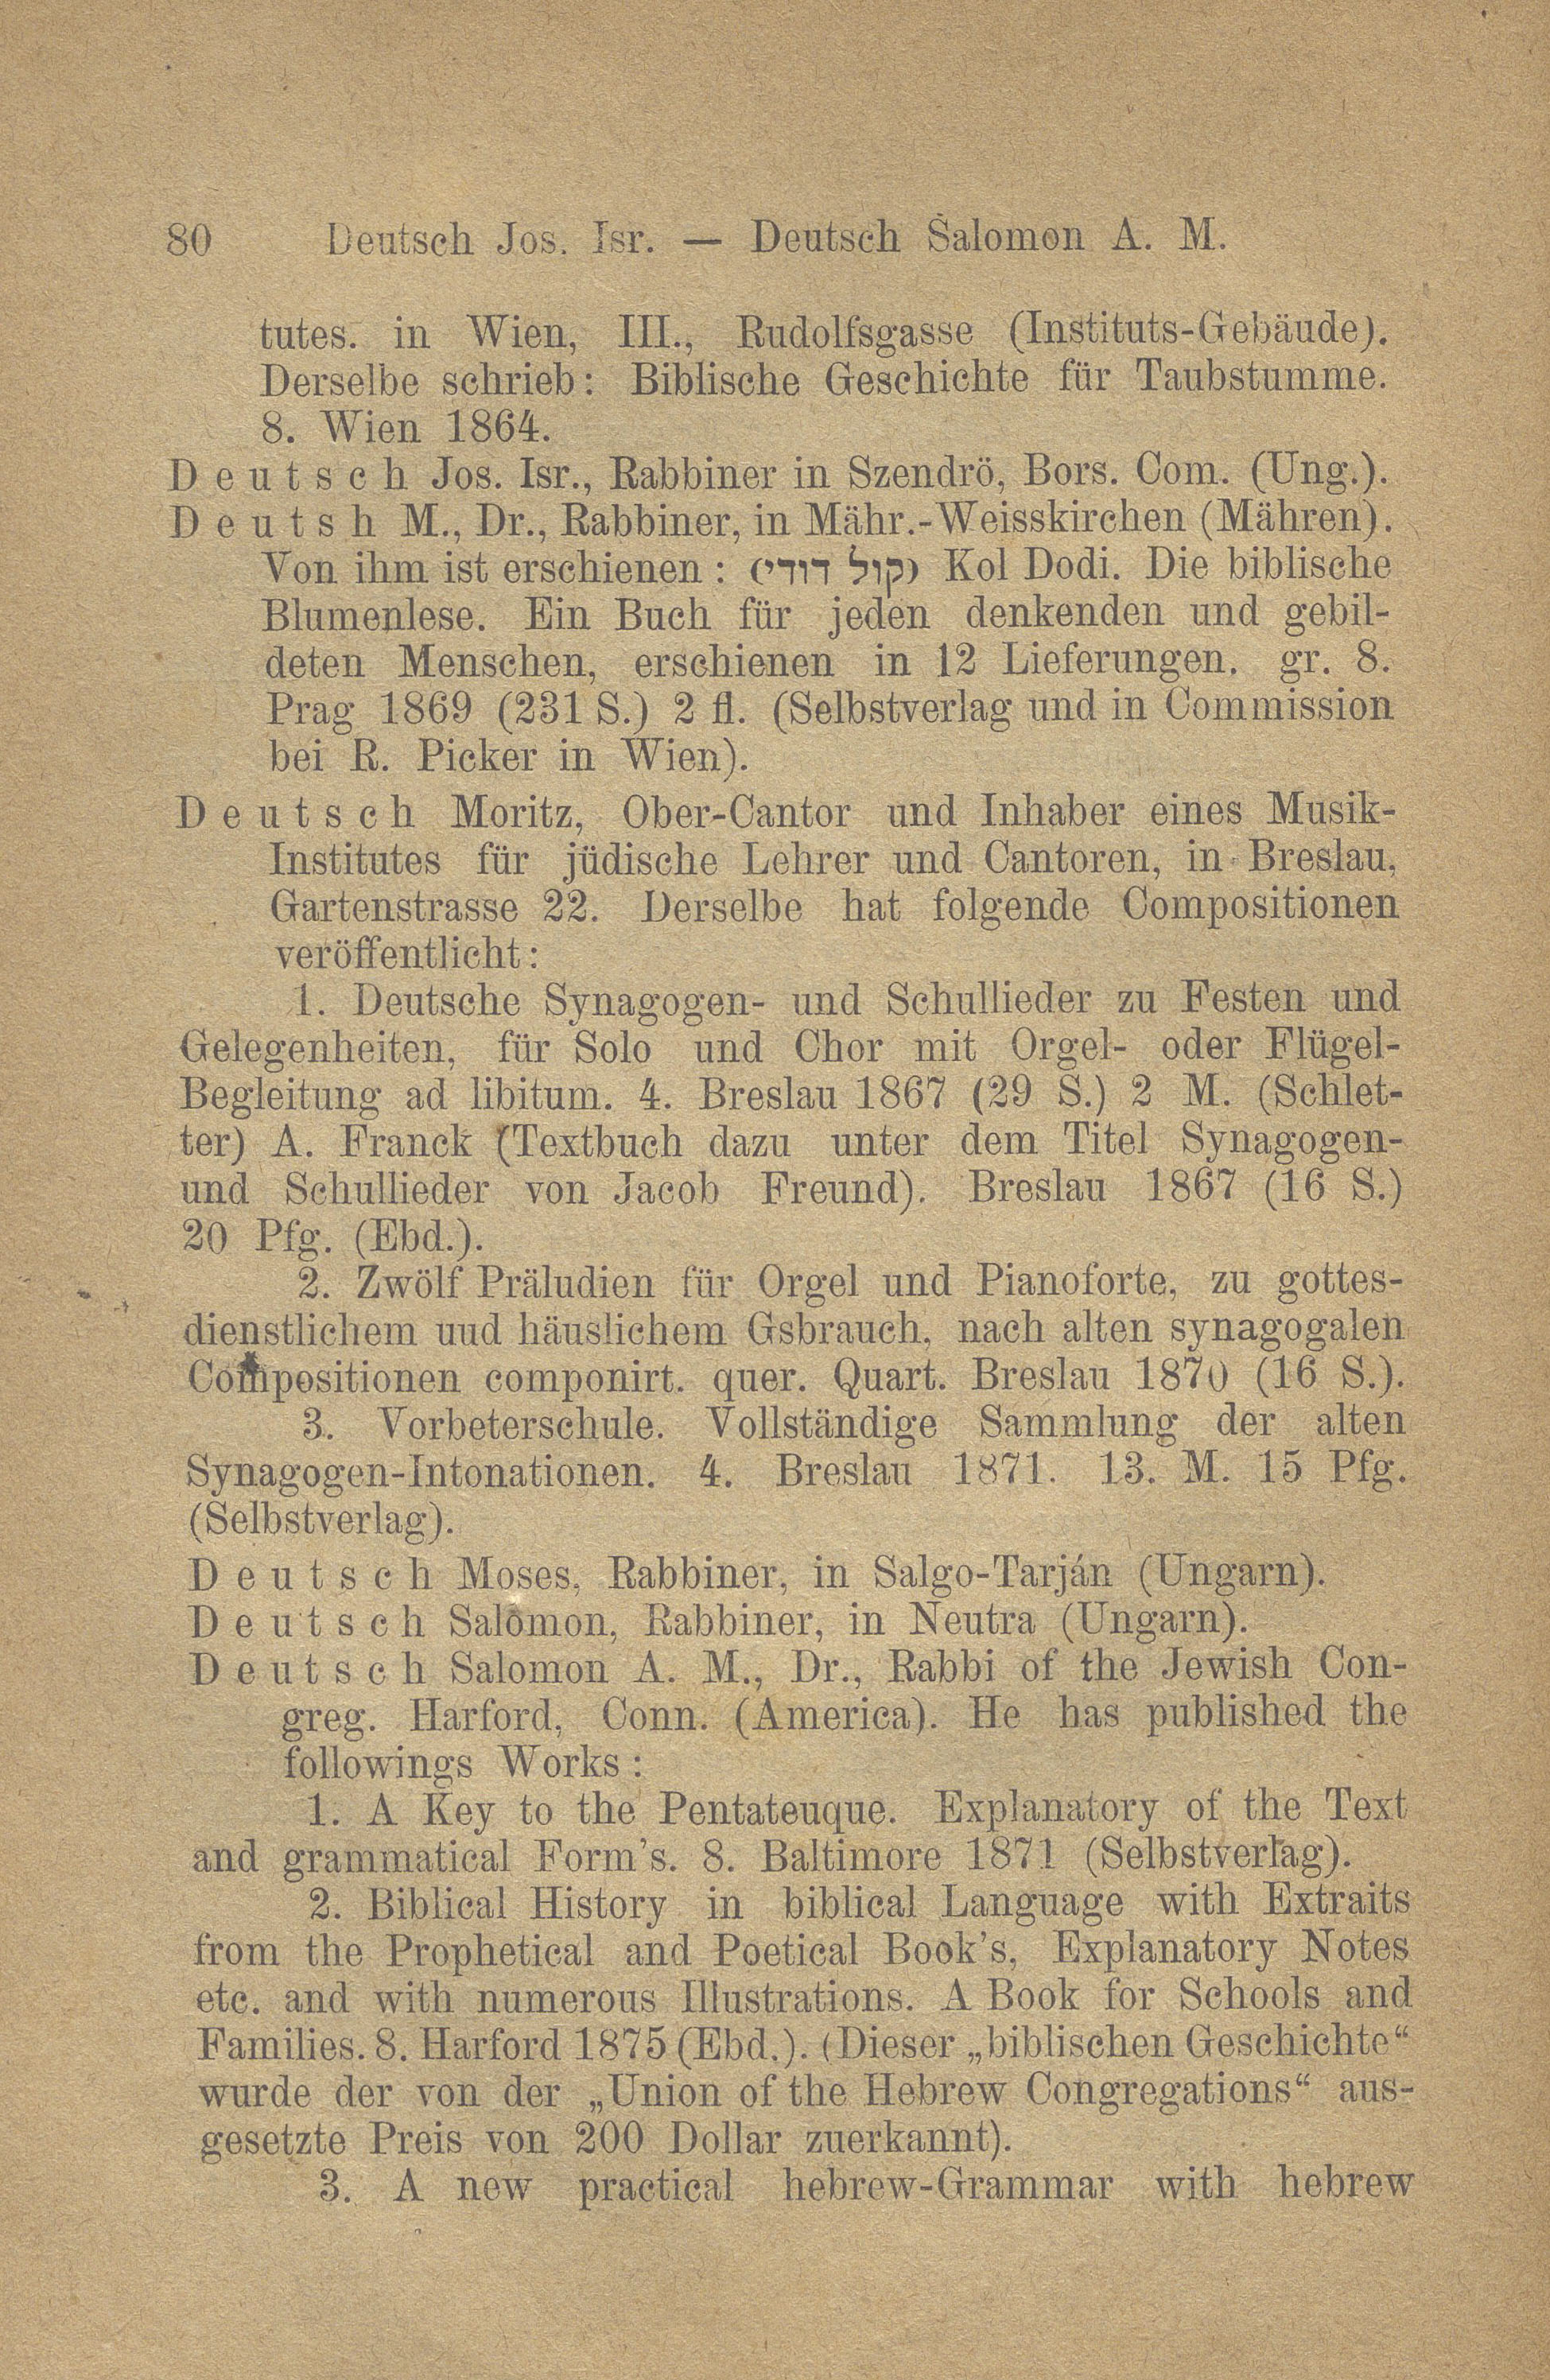 80 Deutsch Jos. Isr. — Deutsch Salomon A. M.
tutes. in Wien, III., Rudolfsgasse (Instituts-Gebäude).
Derselbe schrieb: Biblische Geschichte für Taubstumme.
8. Wien 1864.
Deutsch Jos. Isr., Rabbiner in Szendrö, Bors. Com. (Ung.).
Deutsh M., Dr., Rabbiner, in Mähr.-Weisskirchen (Mähren).
Von ihm ist erschienen: (קול דודי) Kol Dodi. Die biblische
Blumenlese. Ein Buch für jeden denkenden und gebil-
deten Menschen, erschienen in 12 Lieferungen. gr. 8.
Prag 1869 (231 S.) 2 fl. (Selbstverlag und in Commission
bei R. Picker in Wien).
Deutsch Moritz, Ober-Cantor und Inhaber eines Musik-
Institutes für jüdische Lehrer und Cantoren, in Breslau,
Gartenstrasse 22. Derselbe hat folgende Compositionen
veröffentlicht:
1. Deutsche Synagogen- und Schullieder zu Festen und
Gelegenheiten, für Solo und Chor mit Orgel- oder Flügel-
Begleitung ad libitum. 4. Breslau 1867 (29 S.) 2 M. (Schlet-
ter) A. Franck (Textbuch dazu unter dem Titel Synagogen-
und Schullieder von Jacob Freund). Breslau 1867 (16 S.)
20 Pfg. (Ebd.).
2. Zwölf Präludien für Orgel und Pianoforte, zu gottes-
dienstlichem uud häuslichem Gsbrauch, nach alten synagogalen
Compositionen componirt. quer. Quart. Breslau 1870 (16 S.).
3. Vorbeterschule. Vollständige Sammlung der alten
Synagogen-Intonationen. 4. Breslau 1871. 13. M. 15 Pfg.
(Selbstverlag).
Deutsch Moses, Rabbiner, in Salgo-Tarján (Ungarn).
Deutsch Salomon, Rabbiner, in Neutra (Ungarn).
Deutsch Salomon A. M., Dr., Rabbi of the Jewish Con-
greg. Harford, Conn. (America). He has published the
followings Works:
1. A Key to the Pentateuque. Explanatory of the Text
and grammatical Form's. 8. Baltimore 1871 (Selbstverlag).
2. Biblical History in biblical Language with Extraits
from the Prophetical and Poetical Book's, Explanatory Notes
etc. and with numerous Illustrations. A Book for Schools and
Families. 8. Harford 1875 (Ebd.). (Dieser „biblischen Geschichte“
wurde der von der „Union of the Hebrew Congregations“ aus-
gesetzte Preis von 200 Dollar zuerkannt).
3. A new practical hebrew-Grammar with hebrew